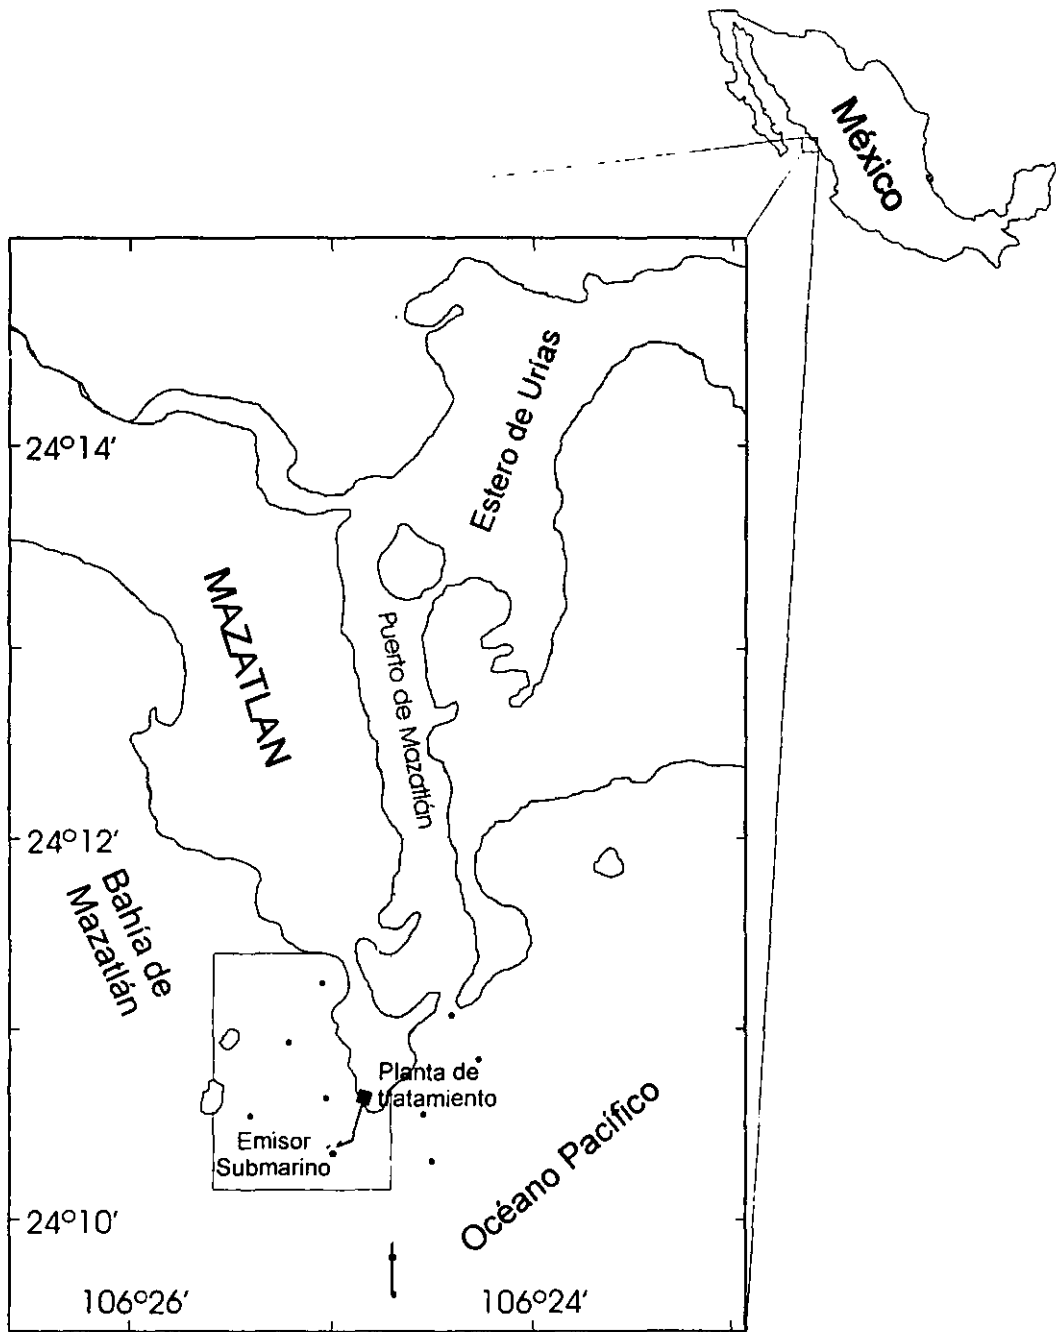 México
Estero de Urías
24°14'
MAZATLAN
Puerto de Mazatlán
24°12'
Bahía de
Mazatlán
Planta de
tratamiento
Emisor
Submarino
Océano Pacífico
24°10'
106°26'
106°24'